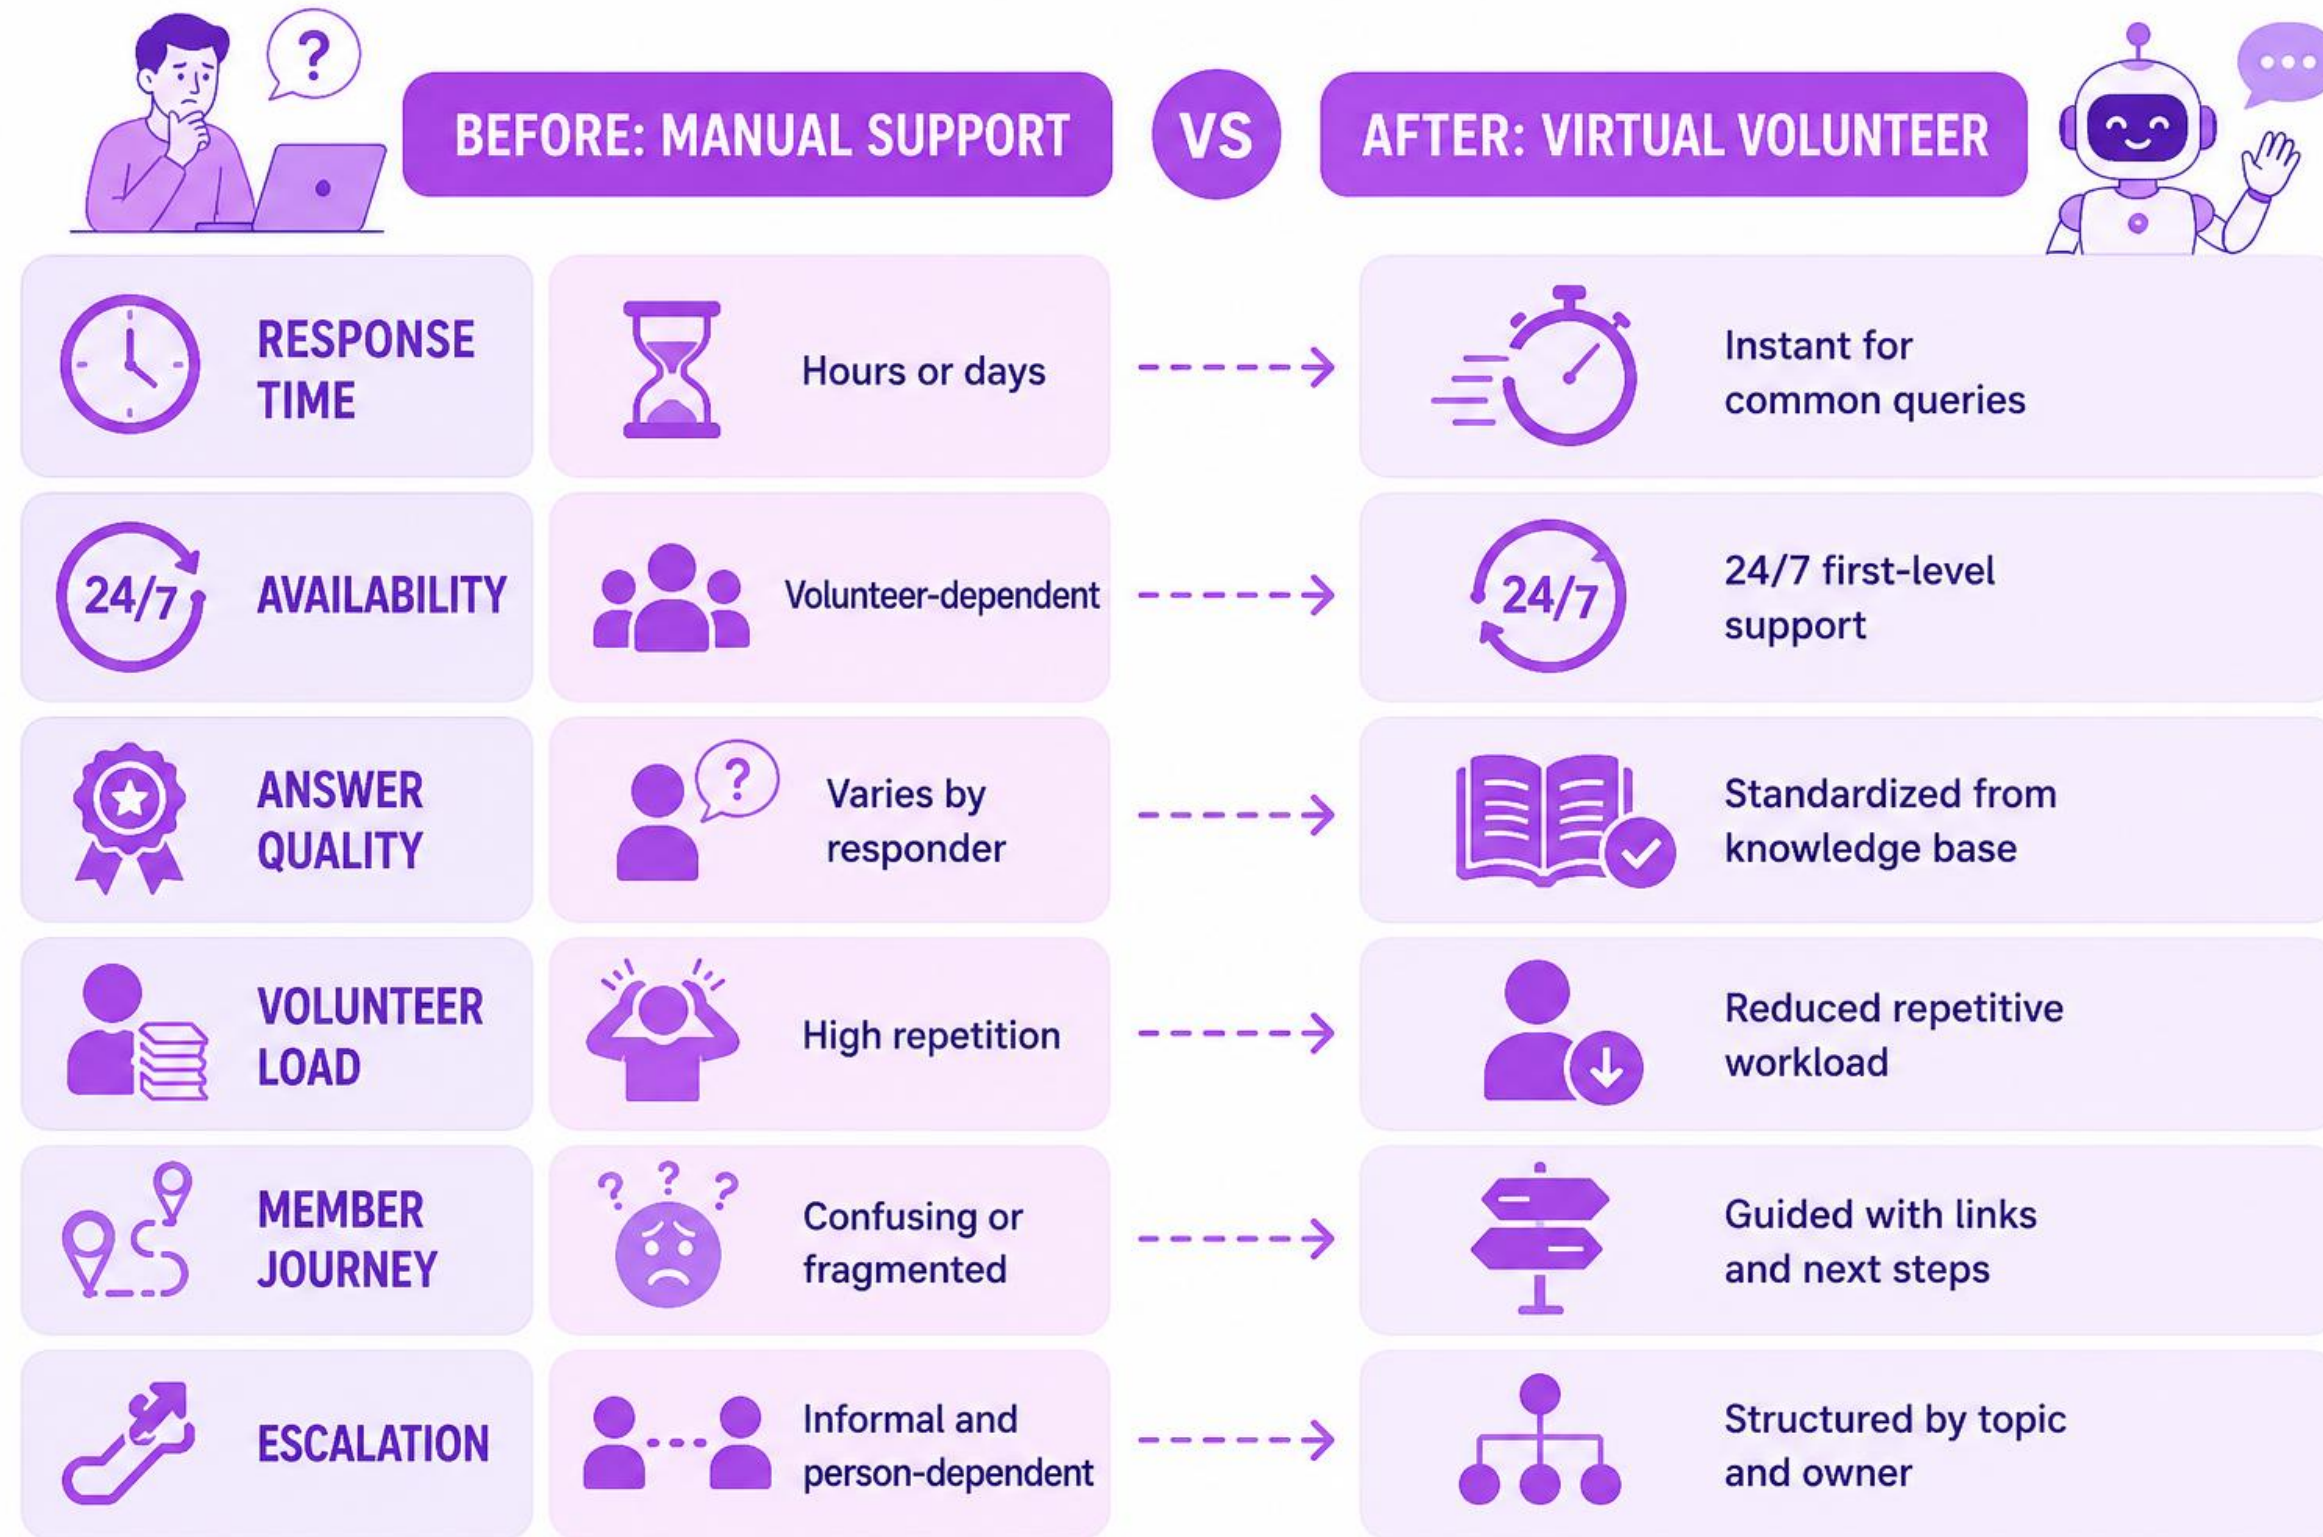 ?
BEFORE: MANUAL SUPPORT
VS
AFTER: VIRTUAL VOLUNTEER
RESPONSE
TIME
Hours or days
Instant for
common queries
24/7
AVAILABILITY
Volunteer-dependent
24/7
24/7 first-level
support
ANSWER
QUALITY
?
Varies by
responder
Standardized from
knowledge base
VOLUNTEER
LOAD
High repetition
Reduced repetitive
workload
MEMBER
JOURNEY
? ? ?
Confusing or
fragmented
Guided with links
and next steps
ESCALATION
Informal and
person-dependent
Structured by topic
and owner